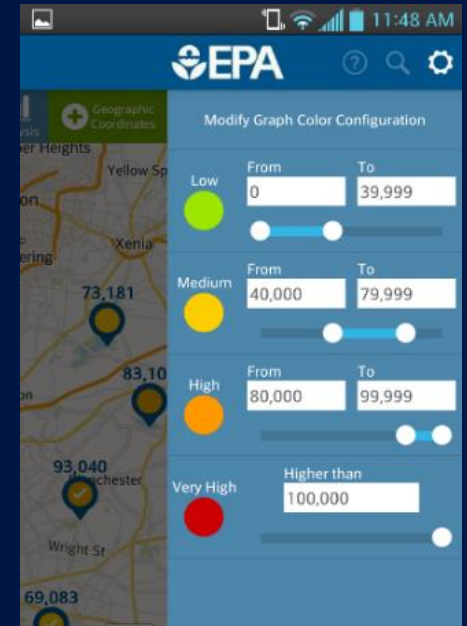 11:48 AM
EPA
?
Geographic
Coordinates
Modify Graph Color Configuration
Heights
Yellow Sp
Xenia
73,181
83,10
93,040
chester
Wright St
69,083
Low
From
To
0
39,999
Medium
From
To
40,000
79,999
High
From
To
80,000
99,999
Very High
Higher than
100,000